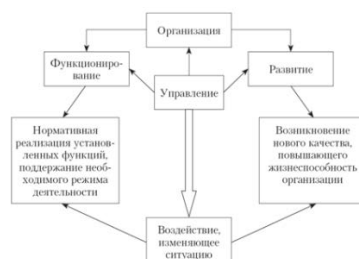 Организация
Функциониро-
вание
Развитие
Управление
Нормативная
реализация установ-
ленных функций,
поддержание необ-
ходимого режима
деятельности
Возникновение
нового качества,
повышающего
жизнеспособность
организации
Воздействие,
изменяющее
ситуацию